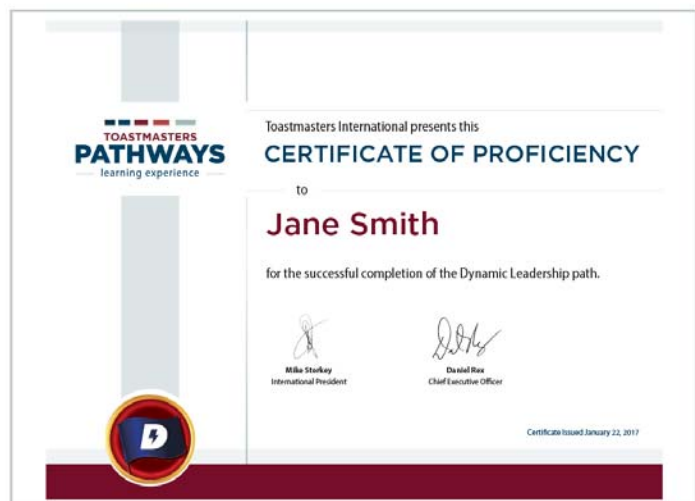 TOASTMASTERS
PATHWAYS
learning experience
Toastmasters International presents this
CERTIFICATE OF PROFICIENCY
to
Jane Smith
for the successful completion of the Dynamic Leadership path.
Mike Storkey
International President
Daniel Rex
Chief Executive Officer
Certificate Issued January 22, 2017
D